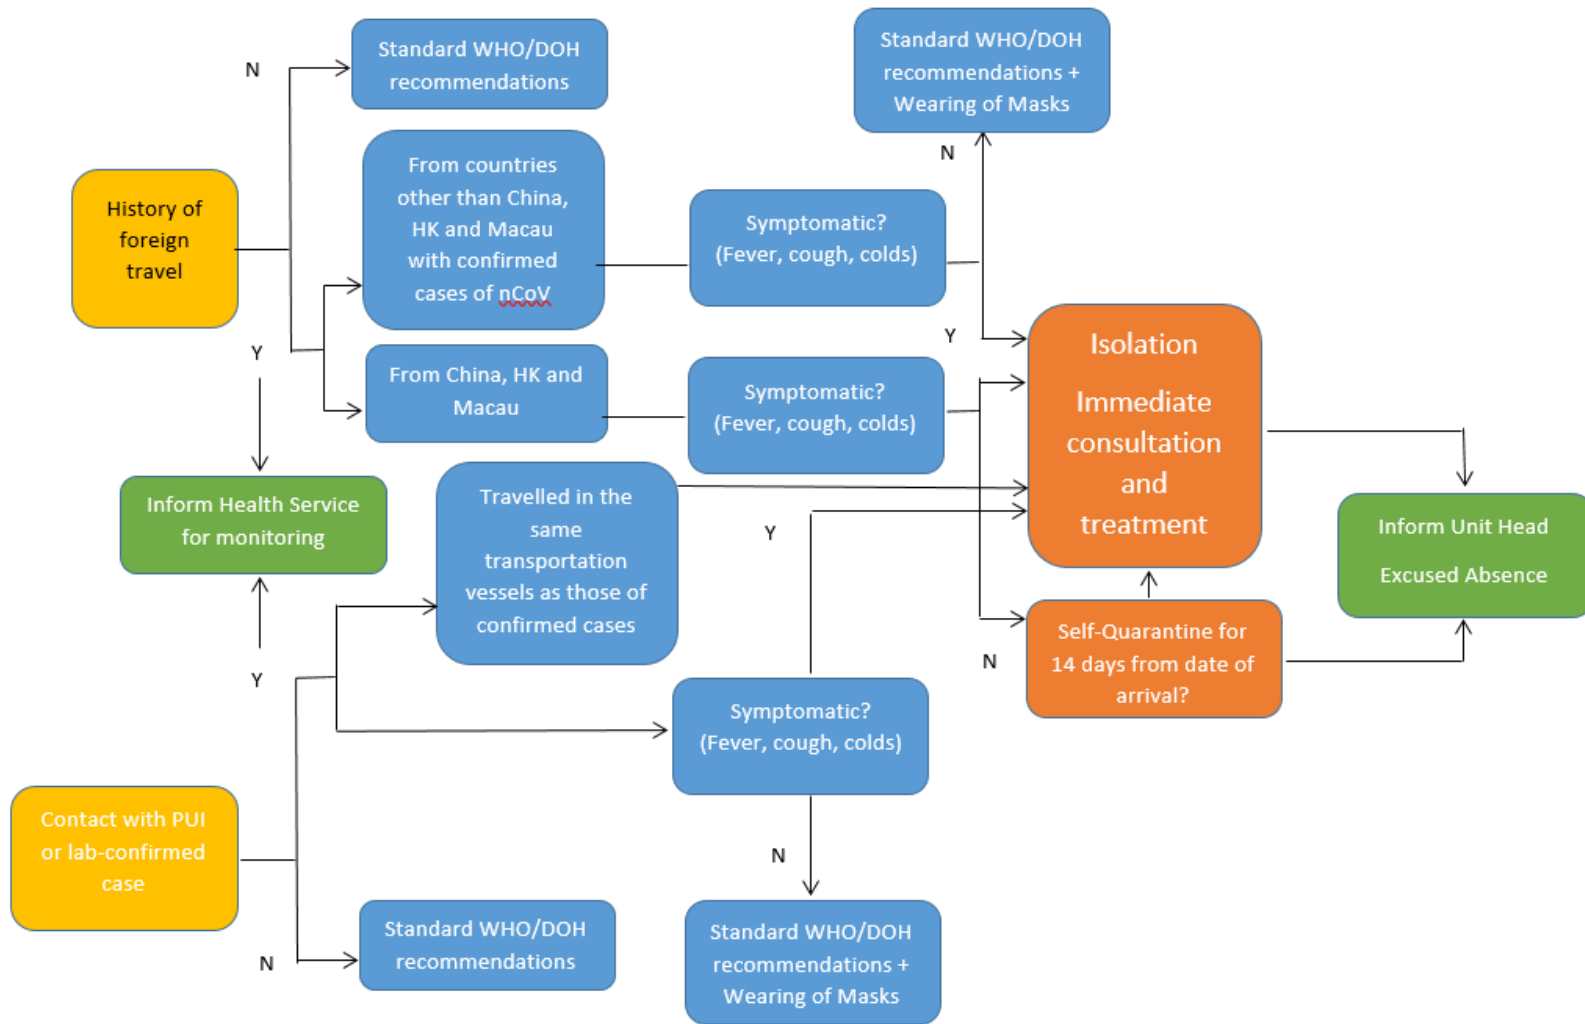 Standard WHO/DOH
recommendations
N
Standard WHO/DOH
recommendations +
Wearing of Masks
N
From countries
other than China,
HK and Macau
with confirmed
cases of nCoV
History of
foreign
travel
Symptomatic?
(Fever, cough, colds)
Y
Y
From China, HK and
Macau
Symptomatic?
(Fever, cough, colds)
Isolation
Immediate
consultation
and
treatment
Inform Health Service
for monitoring
Travelled in the
same
transportation
vessels as those of
confirmed cases
Y
Inform Unit Head
Excused Absence
Y
N
Self-Quarantine for
14 days from date of
arrival?
Symptomatic?
(Fever, cough, colds)
Contact with PUI
or lab-confirmed
case
N
N
Standard WHO/DOH
recommendations
Standard WHO/DOH
recommendations +
Wearing of Masks